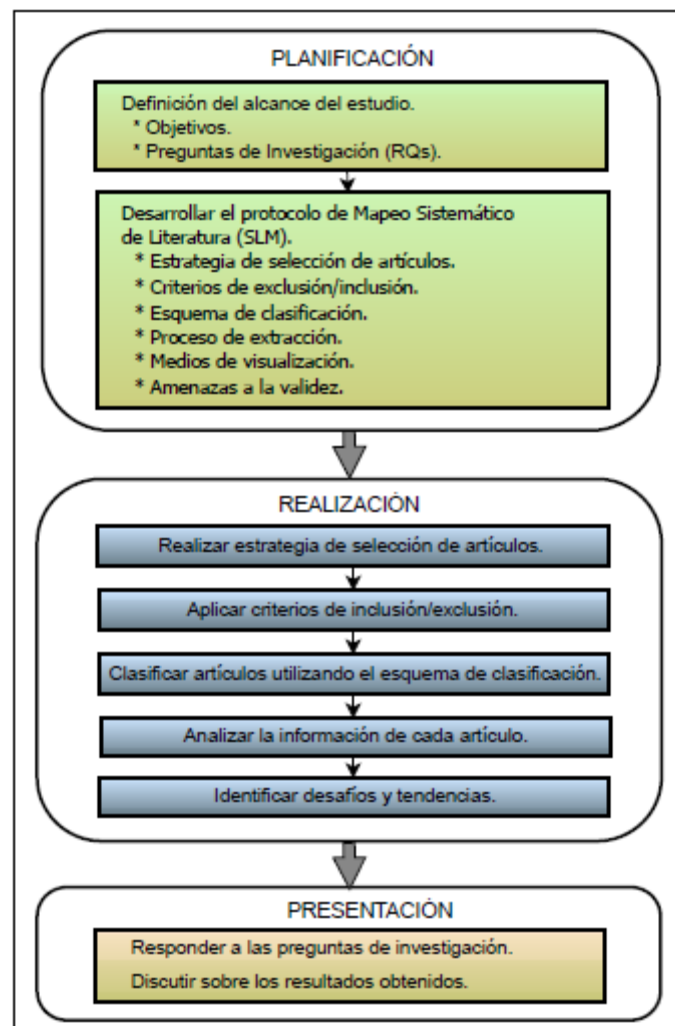 PLANIFICACIÓN
Definición del alcance del estudio.
* Objetivos.
* Preguntas de Investigación (RQs).
Desarrollar el protocolo de Mapeo Sistemático
de Literatura (SLM).
* Estrategia de selección de artículos.
* Criterios de exclusión/inclusión.
* Esquema de clasificación.
* Proceso de extracción.
* Medios de visualización.
* Amenazas a la validez.
REALIZACIÓN
Realizar estrategia de selección de artículos.
Aplicar criterios de inclusión/exclusión.
Clasificar artículos utilizando el esquema de clasificación.
Analizar la información de cada artículo.
Identificar desafíos y tendencias.
PRESENTACIÓN
Responder a las preguntas de investigación.
Discutir sobre los resultados obtenidos.